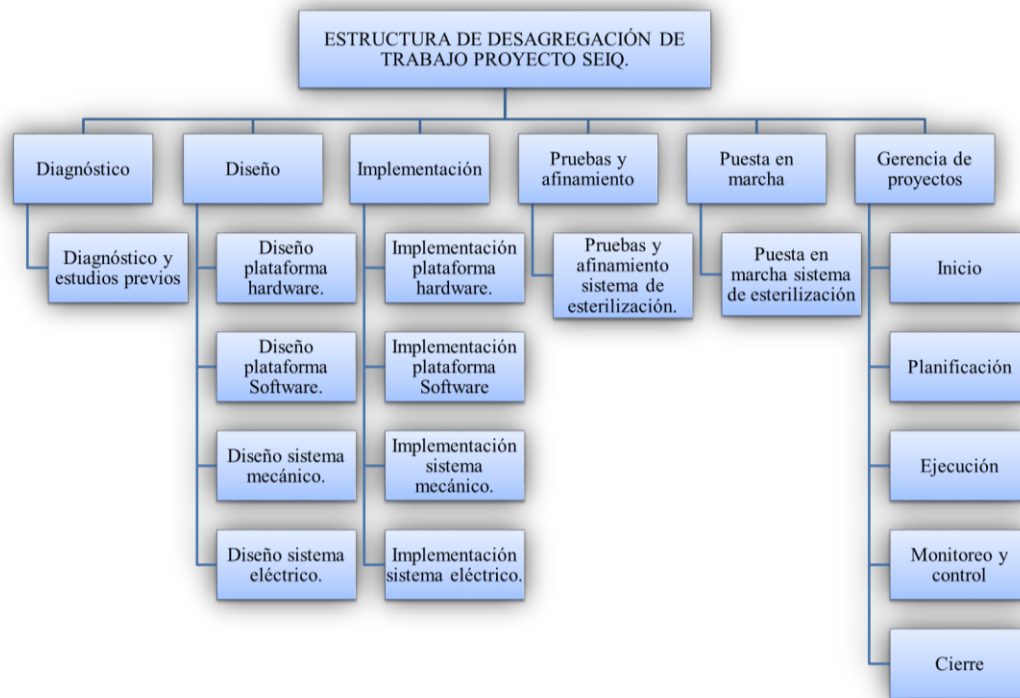 ESTRUCTURA DE DESAGREGACIÓN DE
TRABAJO PROYECTO SEIQ.
Diagnóstico
Diagnóstico y
estudios previos
Diseño
Diseño
plataforma
hardware.
Diseño
plataforma
Software.
Diseño sistema
mecánico.
Diseño sistema
eléctrico.
Implementación
Implementación
plataforma
hardware.
Implementación
plataforma
Software
Implementación
sistema
mecánico.
Implementación
sistema eléctrico.
Pruebas y
afinamiento
Pruebas y
afinamiento
sistema de
esterilización.
Puesta en
marcha
Puesta en
marcha sistema
de esterilización
Gerencia de
proyectos
Inicio
Planificación
Ejecución
Monitoreo y
control
Cierre